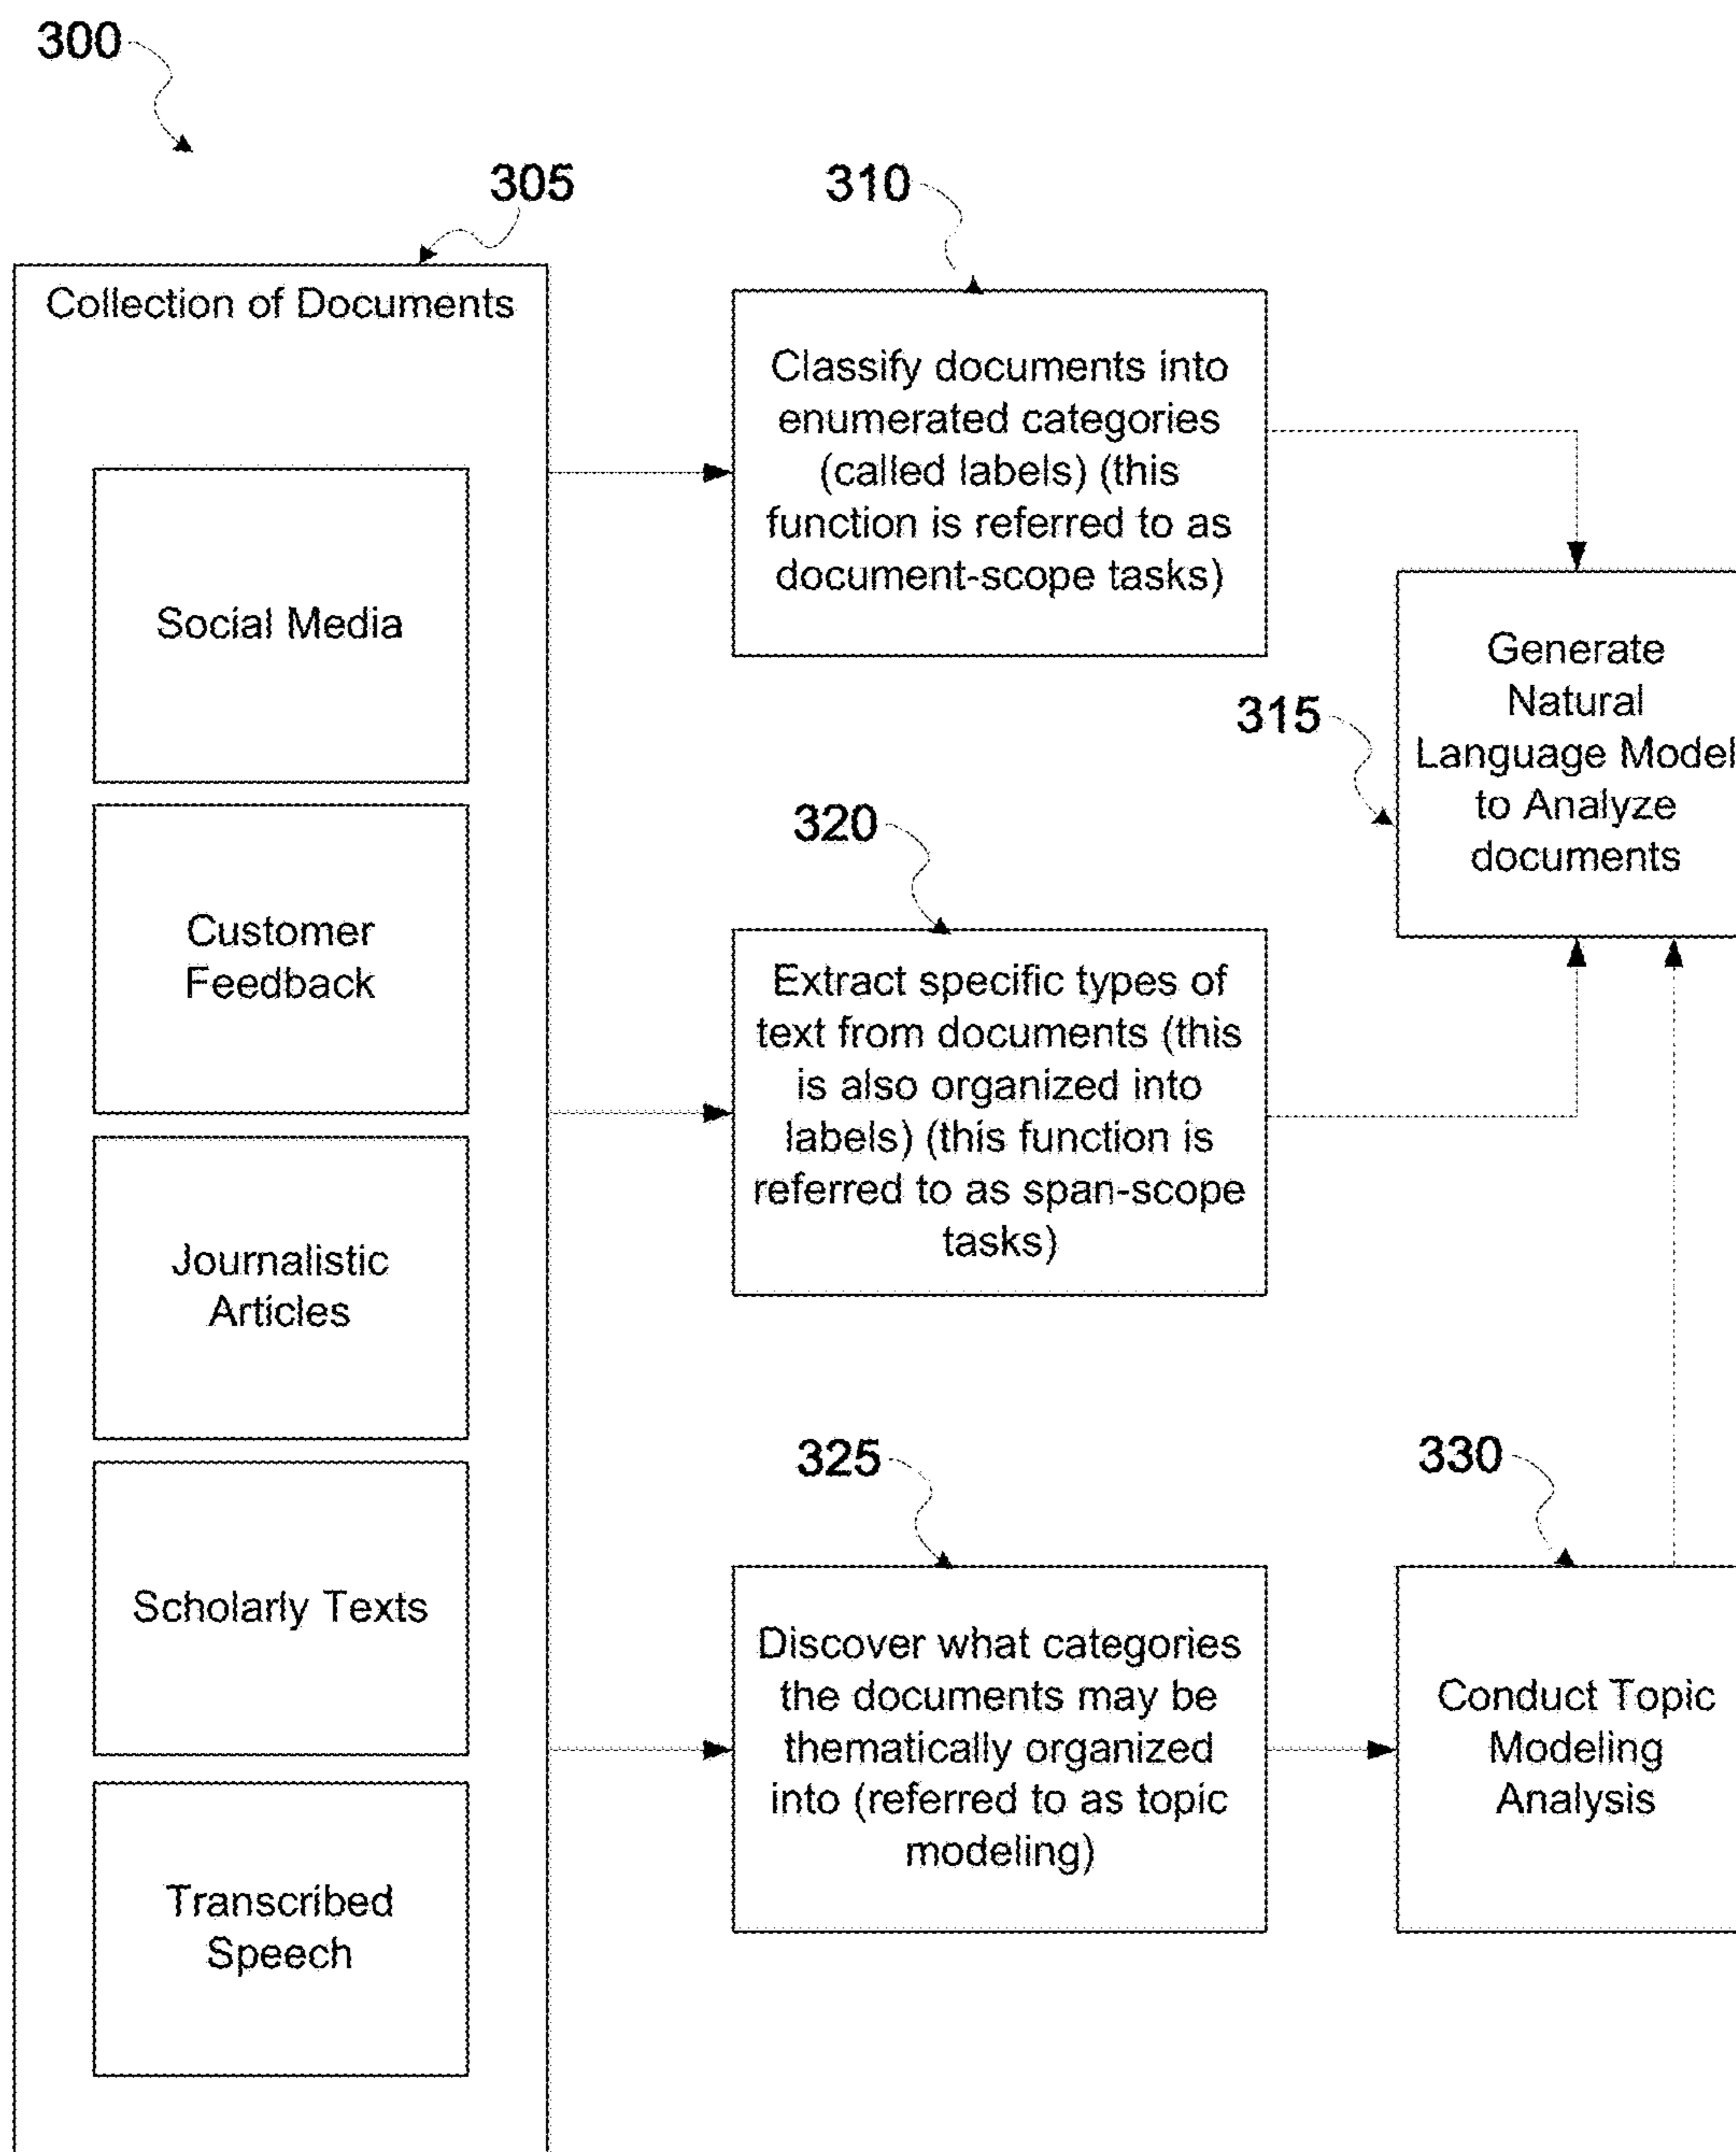 300
305
Collection of Documents
Social Media
Customer
Feedback
Journalistic
Articles
Scholarly Texts
Transcribed
Speech
310
Classify documents into
enumerated categories
(called labels) (this
function is referred to as
document-scope tasks)
315
Generate
Natural
Language Model
to Analyze
documents
320
Extract specific types of
text from documents (this
is also organized into
labels) (this function is
referred to as span-scope
tasks)
325
Discover what categories
the documents may be
thematically organized
into (referred to as topic
modeling)
330
Conduct Topic
Modeling
Analysis